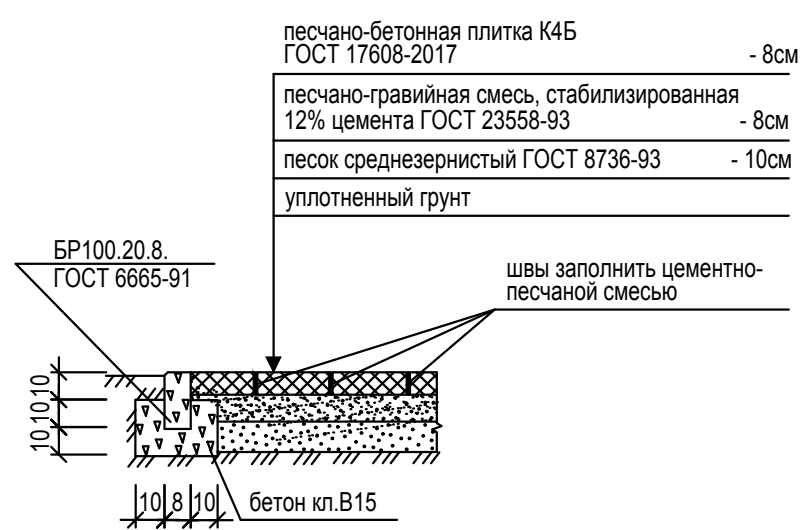 песчано-бетонная плитка К4Б
ГОСТ 17608-2017 - 8см
песчано-гравийная смесь, стабилизированная
12% цемента ГОСТ 23558-93 - 8см
песок среднезернистый ГОСТ 8736-93 - 10см
уплотненный грунт
БР100.20.8.
ГОСТ 6665-91
швы заполнить цементно-
песчаной смесью
10
10
10
10 8 10
бетон кл.В15